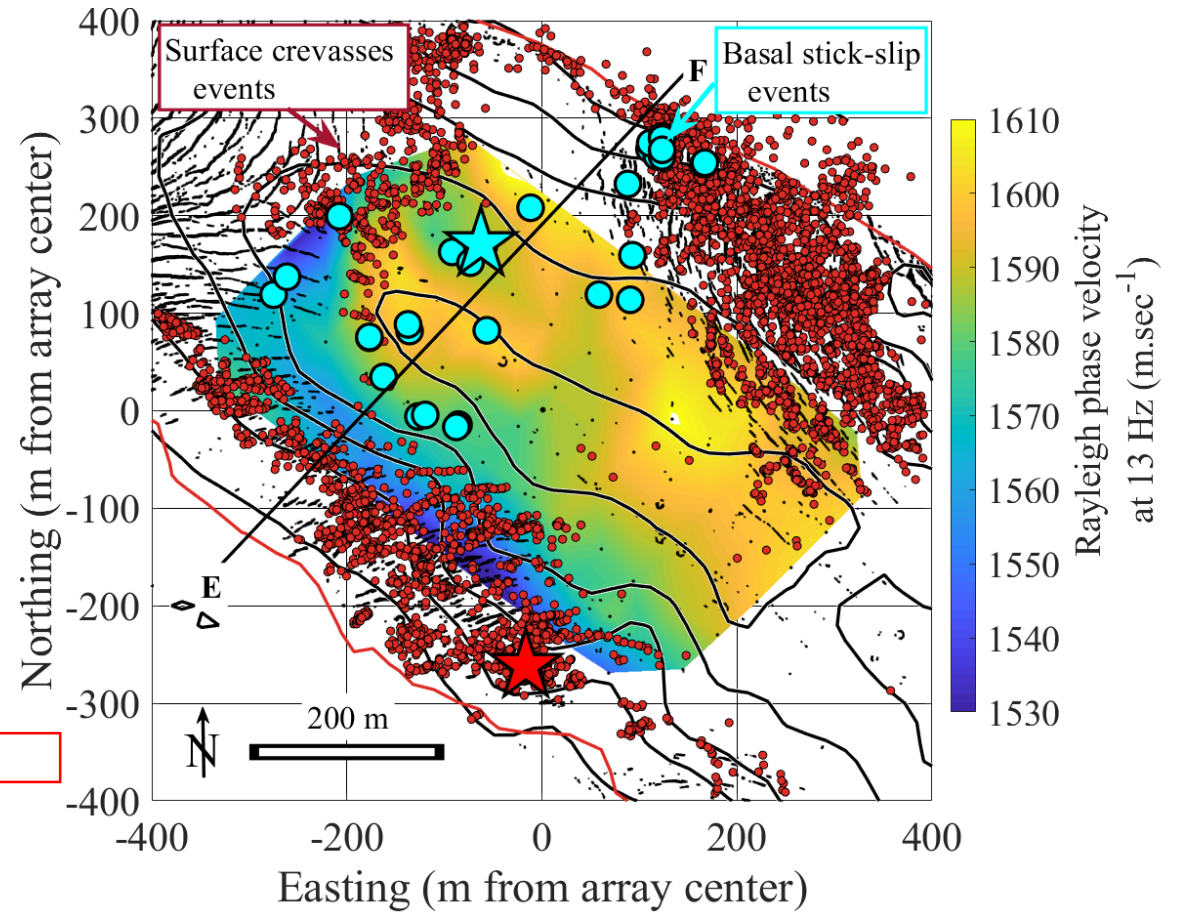 Surface crevasses
events
F
Basal stick-slip
events
E
200 m
N
400
300
200
100
0
-100
-200
-300
-400
-400
-200
0
200
400
Northing (m from array center)
Easting (m from array center)
1610
1600
1590
1580
1570
1560
1550
1540
1530
Rayleigh phase velocity
at 13 Hz (m.sec-1)